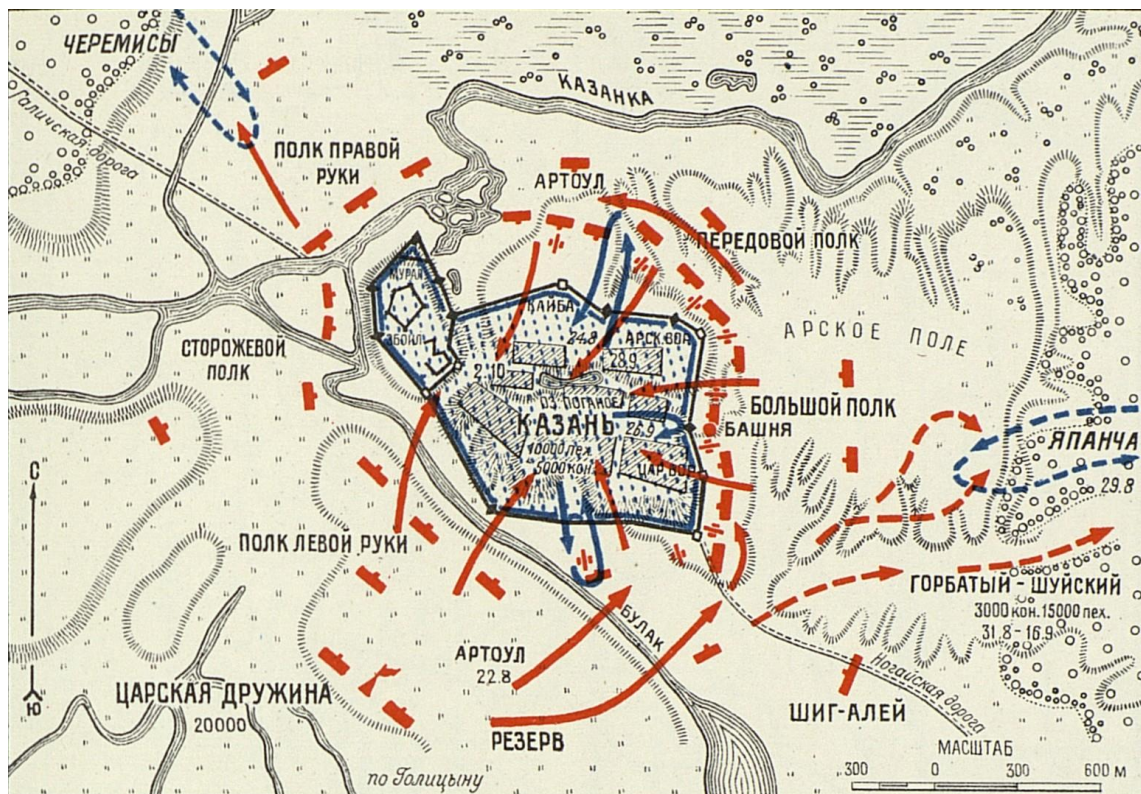 ЧЕРЕМИСЫ
Галичская дорога
КАЗАНКА
ПОЛК ПРАВОЙ
РУКИ
АРТОУЛ
ПЕРЕДОВОЙ ПОЛК
МУРАЛ
КАЙБА
24.8
АРСК.ВОР.
28.9
АРСКОЕ ПОЛЕ
ЗБОЙЛ
СТОРОЖЕВОЙ
ПОЛК
2.10
ОЗ. ПОГАНОЕ
БОЛЬШОЙ ПОЛК
КАЗАНЬ
26.9
БАШНЯ
10000 пех.
5000 кон.
ЦАР.ВОР.
ЯПАНЧА
29.8
С
Ю
ПОЛК ЛЕВОЙ РУКИ
ГОРБАТЫЙ-ШУЙСКИЙ
3000 кон. 15000 пех.
31.8-16.9
БУЛАК
АРТОУЛ
22.8
ЦАРСКАЯ ДРУЖИНА
20000
Ногайская дорога
ШИГ-АЛЕЙ
РЕЗЕРВ
по Голицыну
МАСШТАБ
300 0 300 600 м